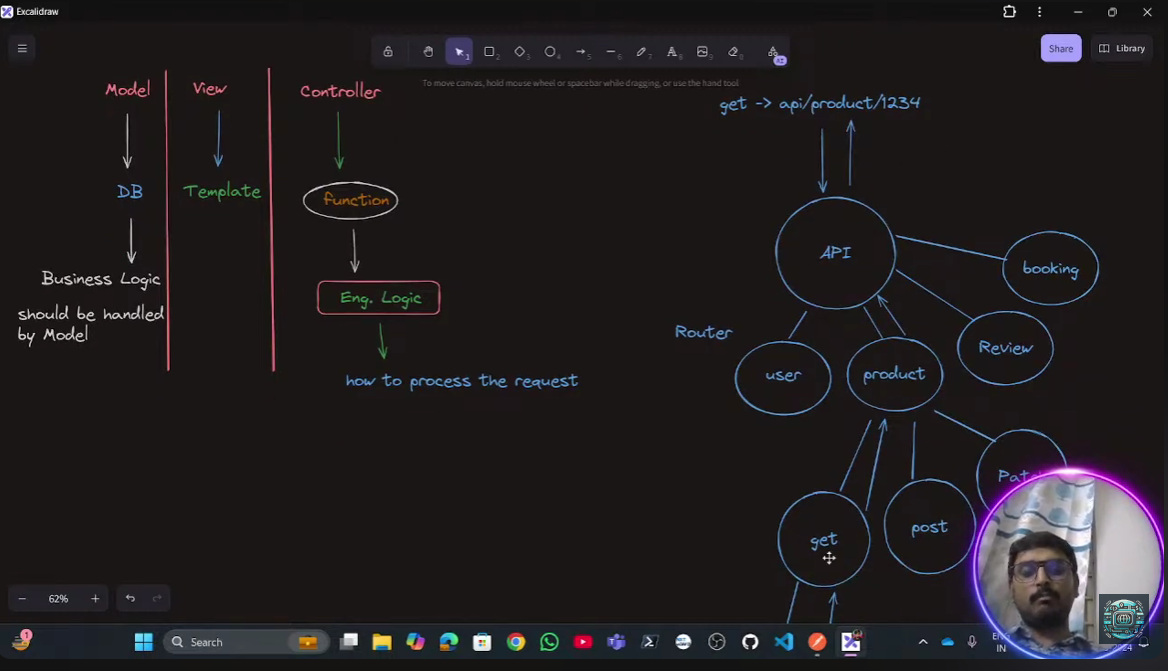 Excalidraw
Share
Library
To move canvas, hold mouse wheel or spacebar while dragging, or use the hand tool
Model
View
Controller
get -> api/product/1234
DB
Template
function
API
booking
Business Logic
should be handled
by Model
Eng. Logic
Router
Review
user
product
how to process the request
get
post
62%
Search
ENG
IN